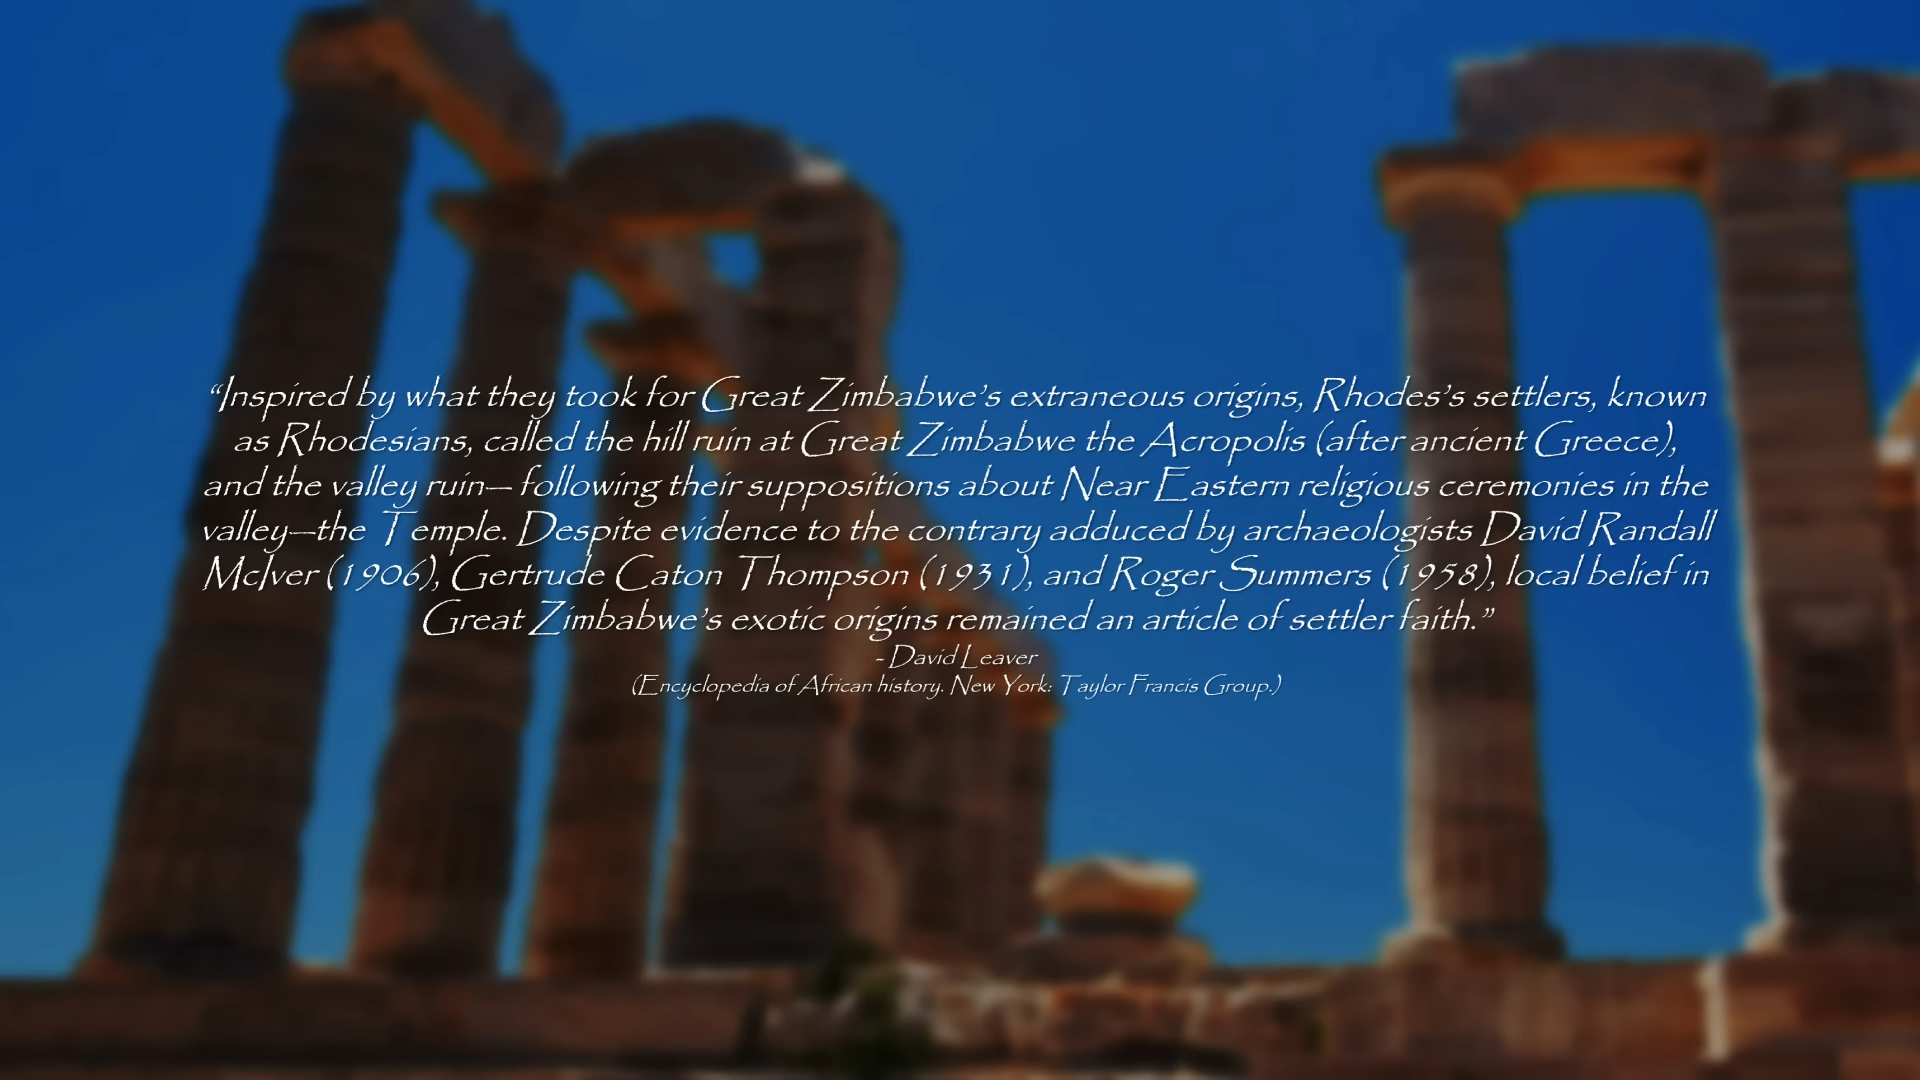 “Inspired by what they took for Great Zimbabwe’s extraneous origins, Rhodes’s settlers, known
as Rhodesians, called the hill ruin at Great Zimbabwe the Acropolis (after ancient Greece),
and the valley ruin— following their suppositions about Near Eastern religious ceremonies in the
valley—the Temple. Despite evidence to the contrary adduced by archaeologists David Randall
McIver (1906), Gertrude Caton Thompson (1931), and Roger Summers (1958), local belief in
Great Zimbabwe’s exotic origins remained an article of settler faith.”
- David Leaver
(Encyclopedia of African history. New York: Taylor Francis Group.)